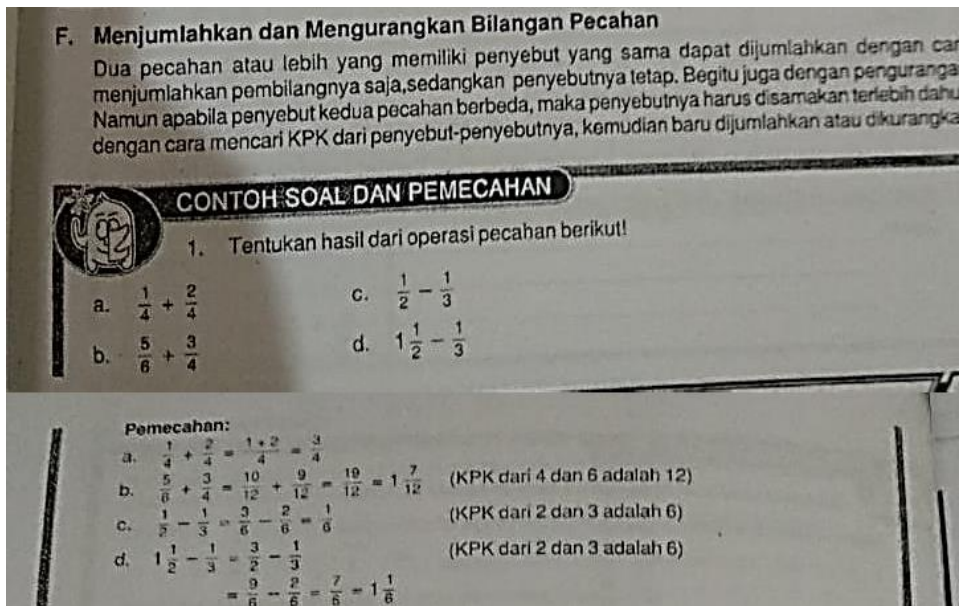 F. Menjumlahkan dan Mengurangkan Bilangan Pecahan
Dua pecahan atau lebih yang memiliki penyebut yang sama dapat dijumlahkan dengan car
menjumlahkan pembilangnya saja,sedangkan penyebutnya tetap. Begitu juga dengan penguranga
Namun apabila penyebut kedua pecahan berbeda, maka penyebutnya harus disamakan terlebih dahu
dengan cara mencari KPK dari penyebut-penyebutnya, kemudian baru dijumlahkan atau dikurangka
CONTOH SOAL DAN PEMECAHAN
1. Tentukan hasil dari operasi pecahan berikut!
a. 1/4 + 2/4
c. 1/2 - 1/3
b. 5/6 + 3/4
d. 1 1/2 - 1/3
Pemecahan:
a. 1/4 + 2/4 = 1+2/4 = 3/4
b. 5/6 + 3/4 = 10/12 + 9/12 = 19/12 = 1 7/12 (KPK dari 4 dan 6 adalah 12)
c. 1/2 - 1/3 = 3/6 - 2/6 = 1/6 (KPK dari 2 dan 3 adalah 6)
d. 1 1/2 - 1/3 = 3/2 - 1/3 (KPK dari 2 dan 3 adalah 6)
= 9/6 - 2/6 = 7/6 = 1 1/6